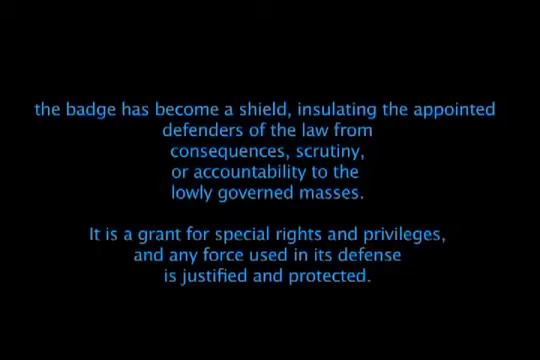 the badge has become a shield, insulating the appointed
defenders of the law from
consequences, scrutiny,
or accountability to the
lowly governed masses.
It is a grant for special rights and privileges,
and any force used in its defense
is justified and protected.